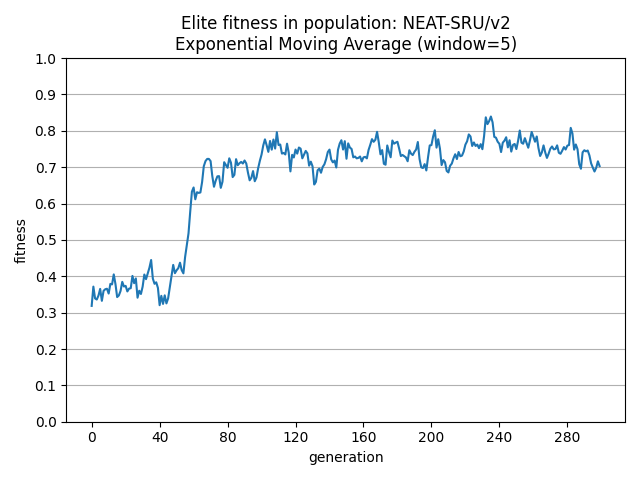 Elite fitness in population: NEAT-SRU/v2
Exponential Moving Average (window=5)
1.0
0.9
0.8
0.7
0.6
0.5
0.4
0.3
0.2
0.1
0.0
fitness
0 40 80 120 160 200 240 280
generation